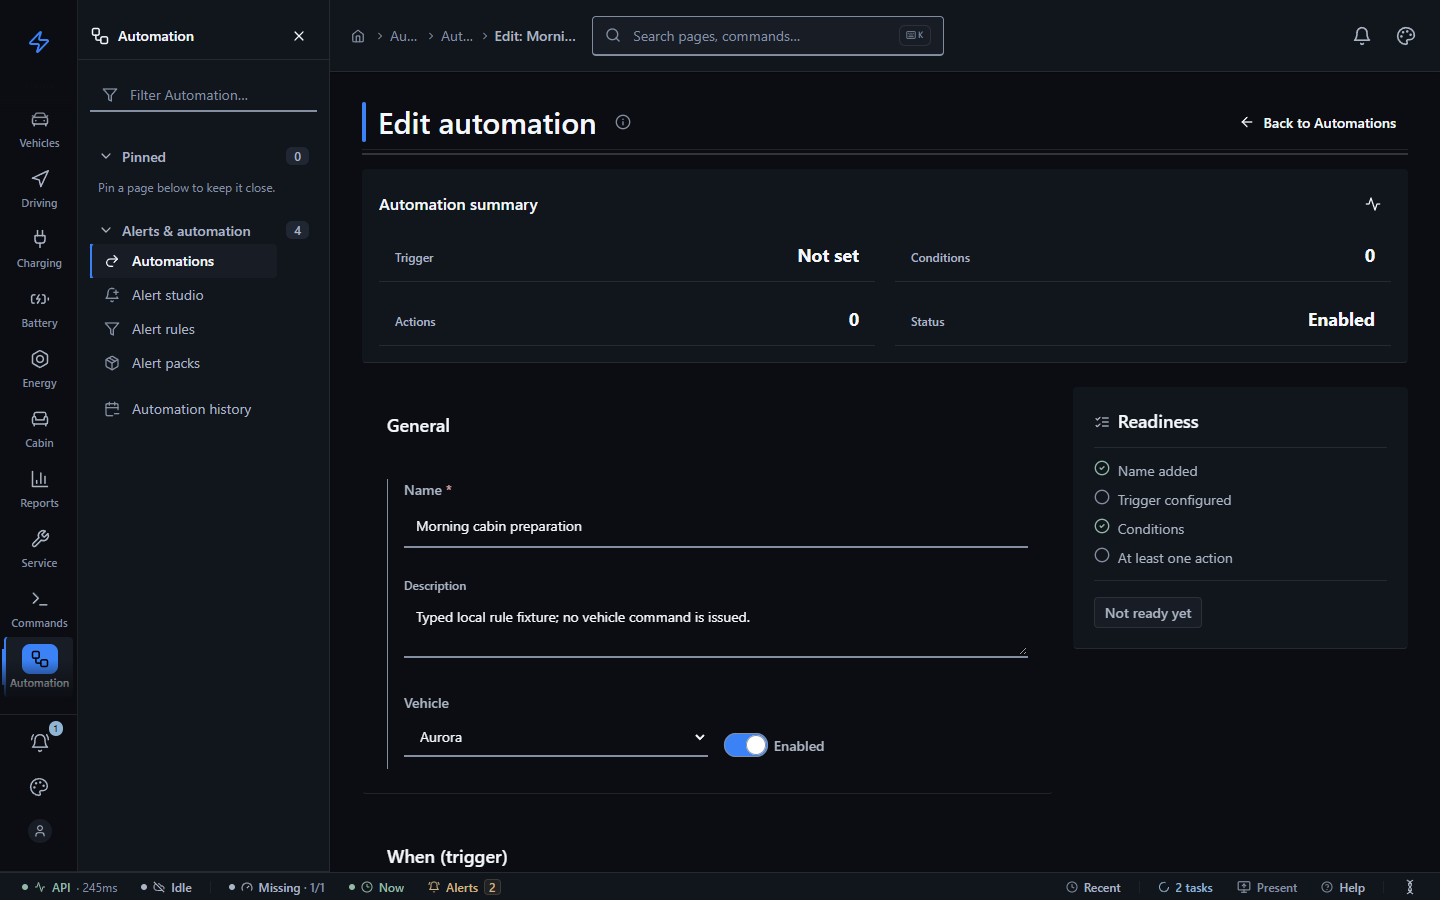 Automation
Au...
Aut...
Edit: Morni...
Search pages, commands...
K
Filter Automation...
Vehicles
Driving
Charging
Battery
Energy
Cabin
Reports
Service
Commands
Automation
1
Pinned
0
Pin a page below to keep it close.
Alerts & automation
4
Automations
Alert studio
Alert rules
Alert packs
Automation history
Edit automation
Back to Automations
Automation summary
Trigger
Not set
Conditions
0
Actions
0
Status
Enabled
General
Name *
Morning cabin preparation
Description
Typed local rule fixture; no vehicle command is issued.
Vehicle
Aurora
Enabled
When (trigger)
Readiness
Name added
Trigger configured
Conditions
At least one action
Not ready yet
API · 245ms
Idle
Missing · 1/1
Now
Alerts 2
Recent
2 tasks
Present
Help